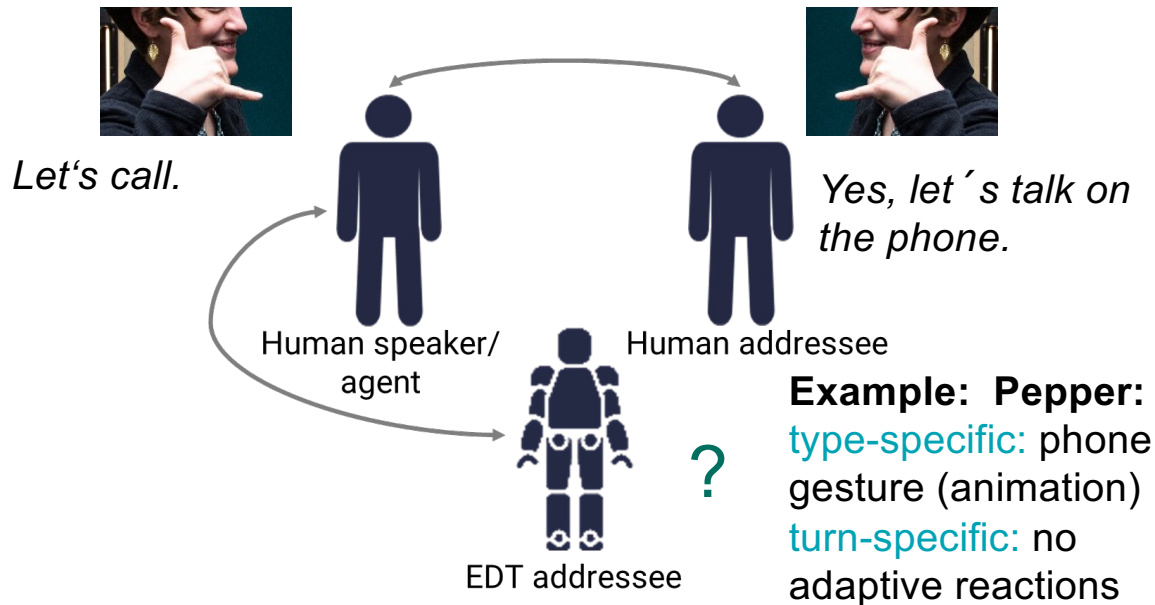 Let‘s call.
Yes, let´s talk on
the phone.
Human speaker/
agent
Human addressee
EDT addressee
?
Example: Pepper:
type-specific: phone
gesture (animation)
turn-specific: no
adaptive reactions